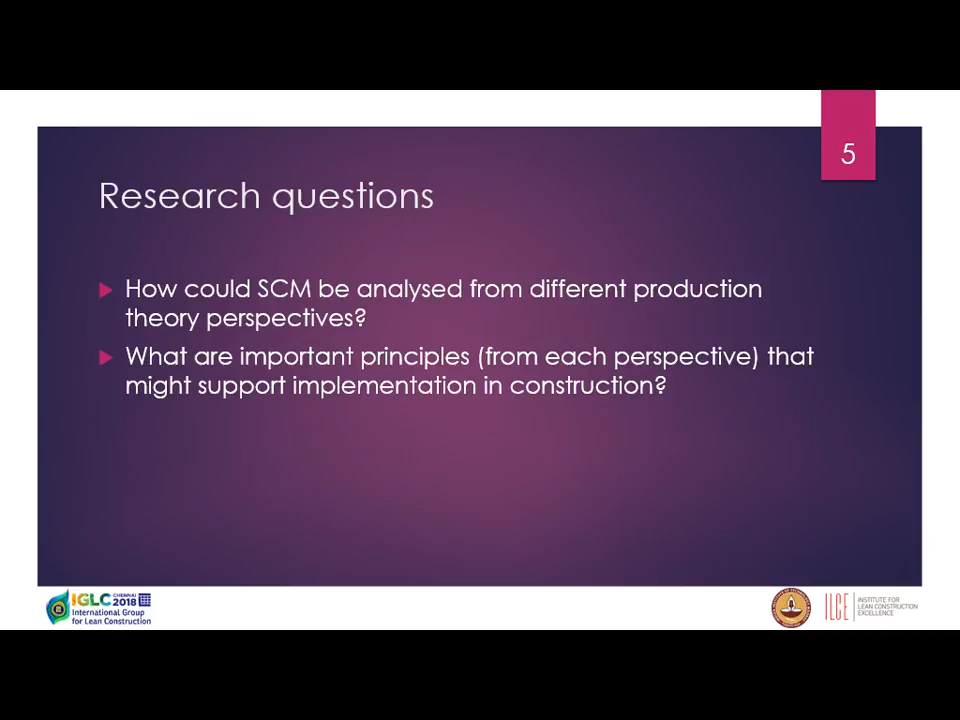 5
Research questions
How could SCM be analysed from different production
theory perspectives?
What are important principles (from each perspective) that
might support implementation in construction?
IGLC CHENNAI 2018
International Group
for Lean Construction
ILCE
INSTITUTE FOR
LEAN CONSTRUCTION
EXCELLENCE